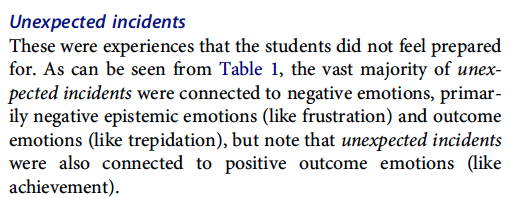 Unexpected incidents
These were experiences that the students did not feel prepared
for. As can be seen from Table 1, the vast majority of unex-
pected incidents were connected to negative emotions, primar-
ily negative epistemic emotions (like frustration) and outcome
emotions (like trepidation), but note that unexpected incidents
were also connected to positive outcome emotions (like
achievement).